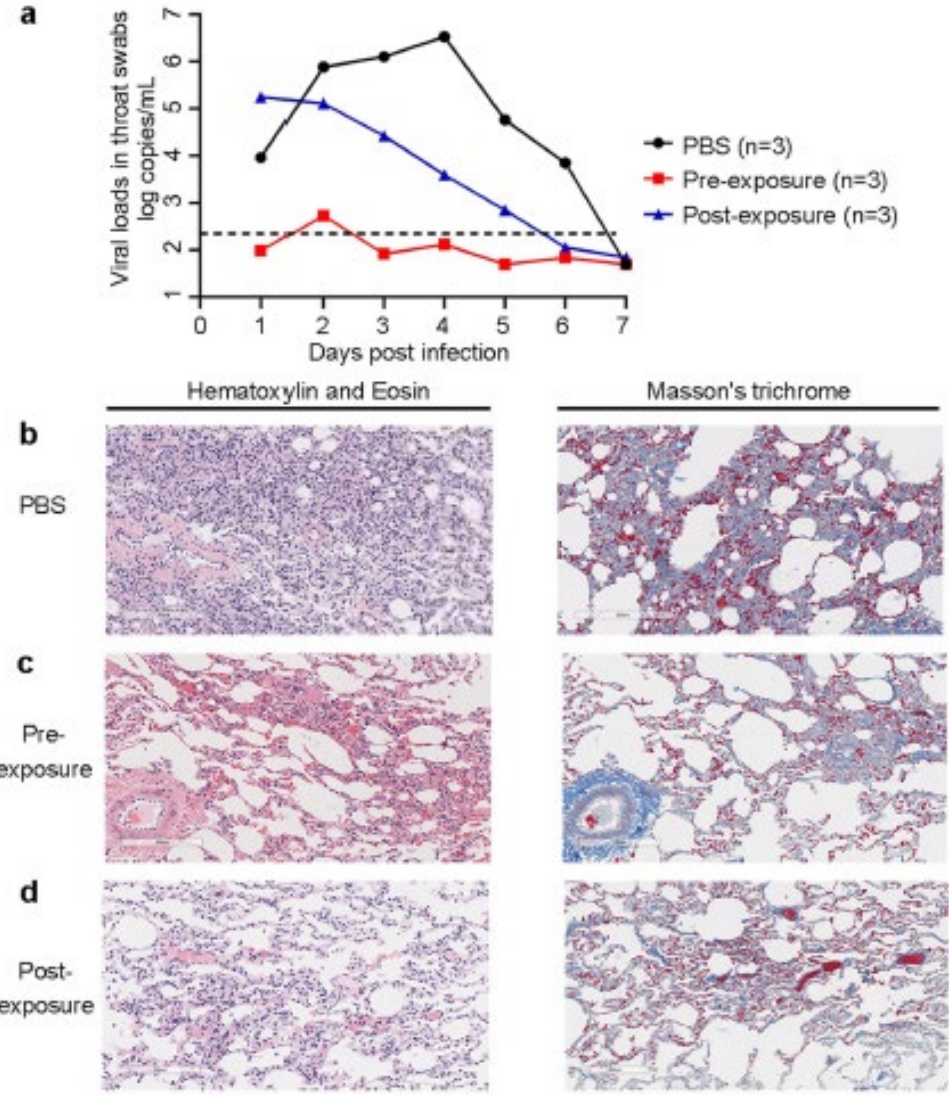 a
Viral loads in throat swabs
log copies/mL
7
6
5
4
3
2
1
0 1 2 3 4 5 6 7
Days post infection
PBS (n=3)
Pre-exposure (n=3)
Post-exposure (n=3)
Hematoxylin and Eosin
Masson's trichrome
b
PBS
c
Pre-
exposure
d
Post-
exposure